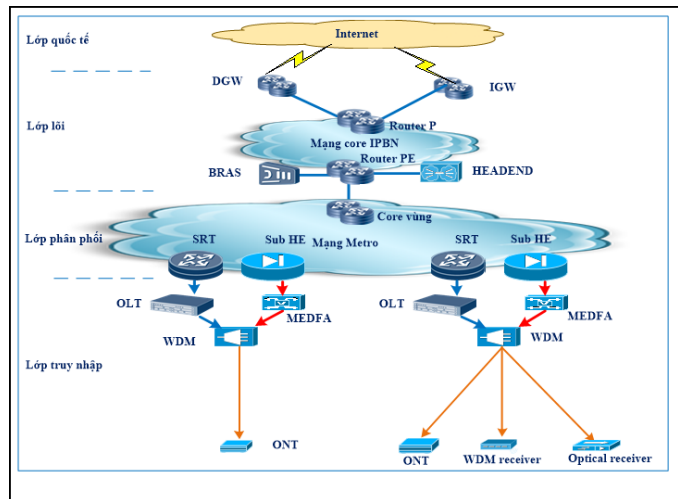 Internet
Lớp quốc tế
DGW
IGW
Lớp lõi
Router P
Mạng core IPBN
Router PE
BRAS
HEADEND
Core vùng
Lớp phân phối
SRT
Sub HE
Mạng Metro
SRT
Sub HE
OLT
MEDFA
OLT
MEDFA
WDM
WDM
Lớp truy nhập
ONT
ONT
WDM receiver
Optical receiver